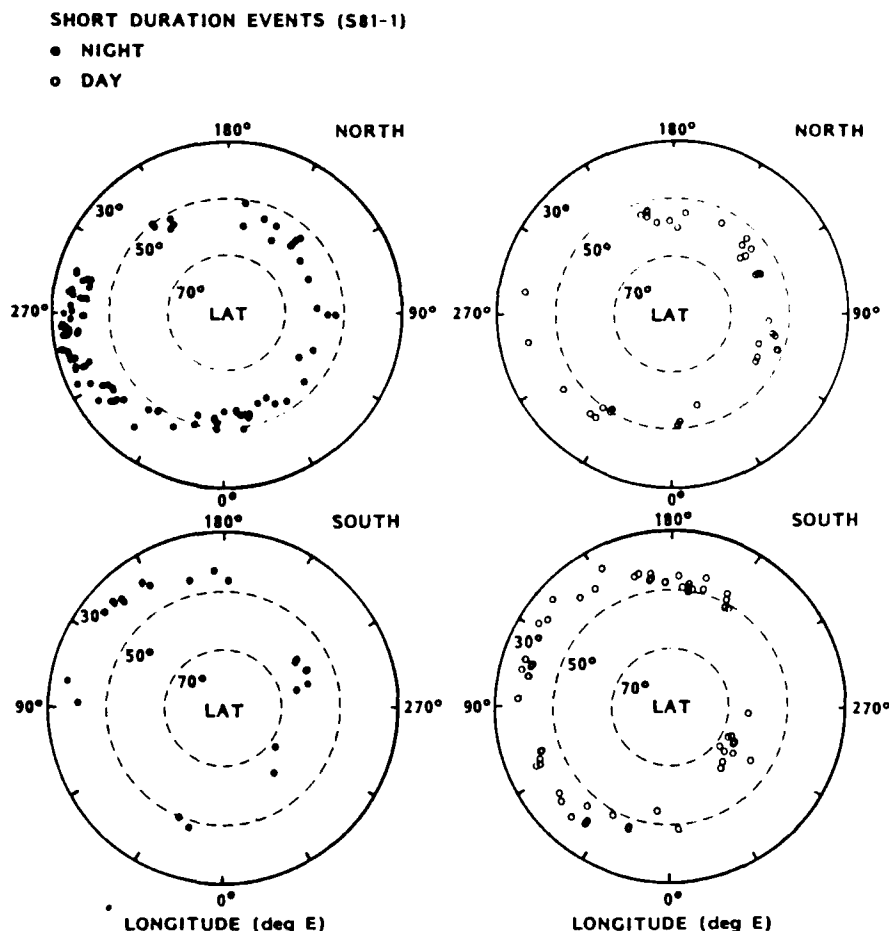 SHORT DURATION EVENTS (S81-1)
● NIGHT
○ DAY
180° NORTH
30°
50°
70°
270° LAT 90°
0°
180° NORTH
30°
50°
70°
270° LAT 90°
0°
180° SOUTH
30°
50°
70°
90° LAT 270°
0°
LONGITUDE (deg E)
180° SOUTH
30°
50°
70°
90° LAT 270°
0°
LONGITUDE (deg E)